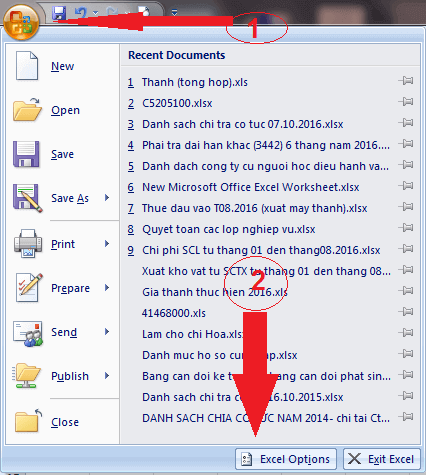 1
Recent Documents
New
Open
Save
Save As
Print
Prepare
Send
Publish
Close
1 Thanh (tong hop).xls
2 C5205100.xlsx
3 Danh sach chi tra co tuc 07.10.2016.xlsx
4 Phai tra dai han khac (3442) 6 thang nam 2016....
5 Danh dach cong ty cu nguoi hoc dieu hanh va...
6 New Microsoft Office Excel Worksheet.xlsx
7 Thue dau vao T08.2016 (xuat may thanh).xlsx
8 Quyet toan cac lop nghiep vu.xlsx
9 Chi phi SCL tu thang 01 den thang08.2016.xlsx
Xuat kho vat tu SCTX tu thang 01 den thang 08...
2
Gia thanh thuc hien 2016.xls
41468000.xls
Lam cho chi Hoa.xlsx
Danh muc ho so cung
Bang can doi ke can doi phat sin...
Danh sach chi tra 16.10.2015.xlsx
DANH SACH CHIA CO TUC NAM 2014- chi tai Ct...
Excel Options
Exit Excel